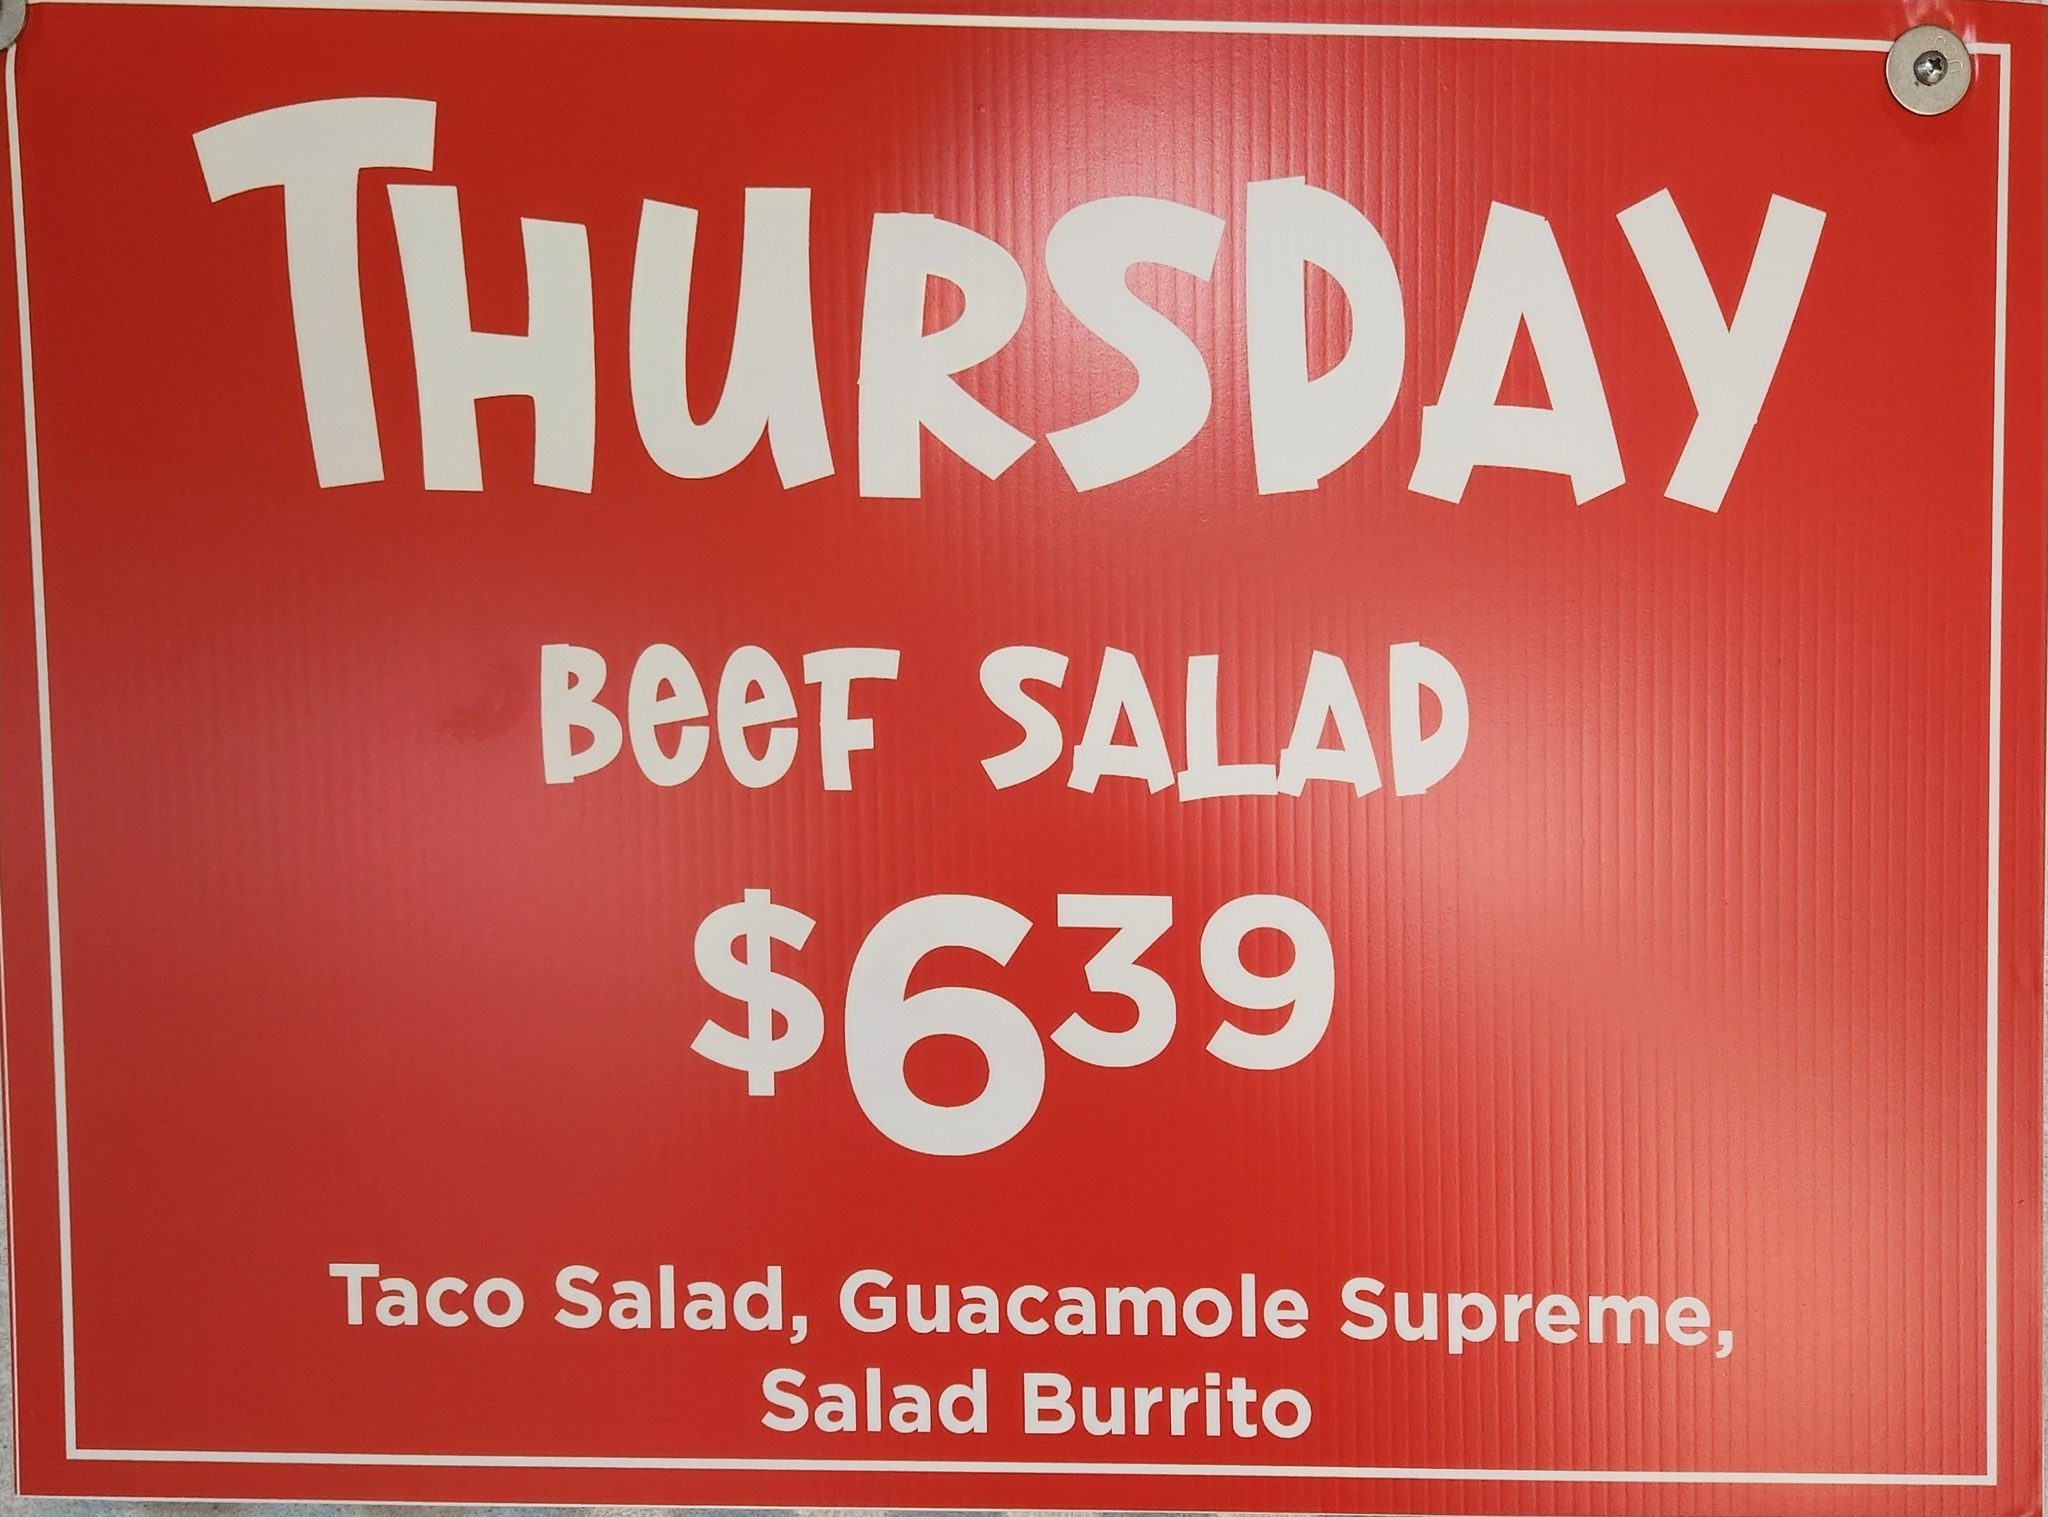 THURSDAY
BEEF SALAD
$639
Taco Salad, Guacamole Supreme,
Salad Burrito